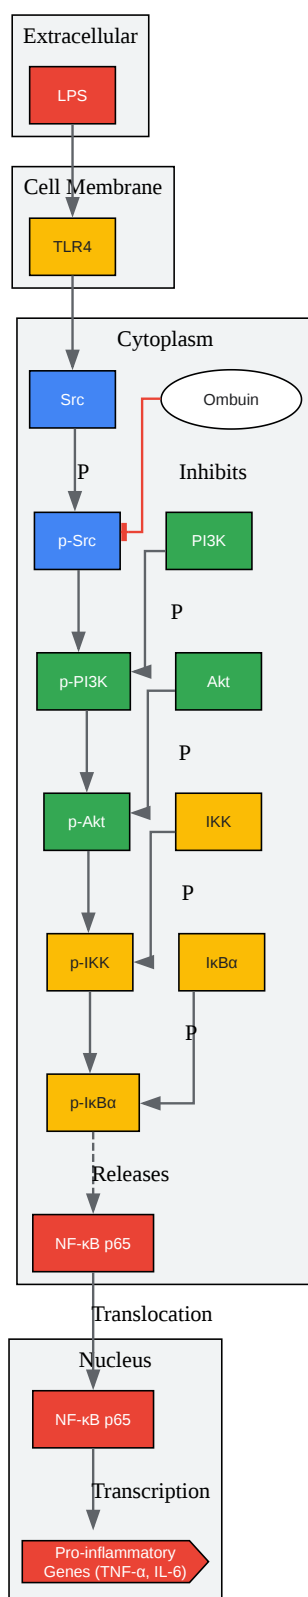 Extracellular
LPS
Cell Membrane
TLR4
Cytoplasm
Src
Ombuin
P
Inhibits
p-Src
PI3K
P
p-PI3K
Akt
P
p-Akt
IKK
P
p-IKK
IκBα
P
p-IκBα
Releases
NF-κB p65
Translocation
Nucleus
NF-κB p65
Transcription
Pro-inflammatory
Genes (TNF-α, IL-6)